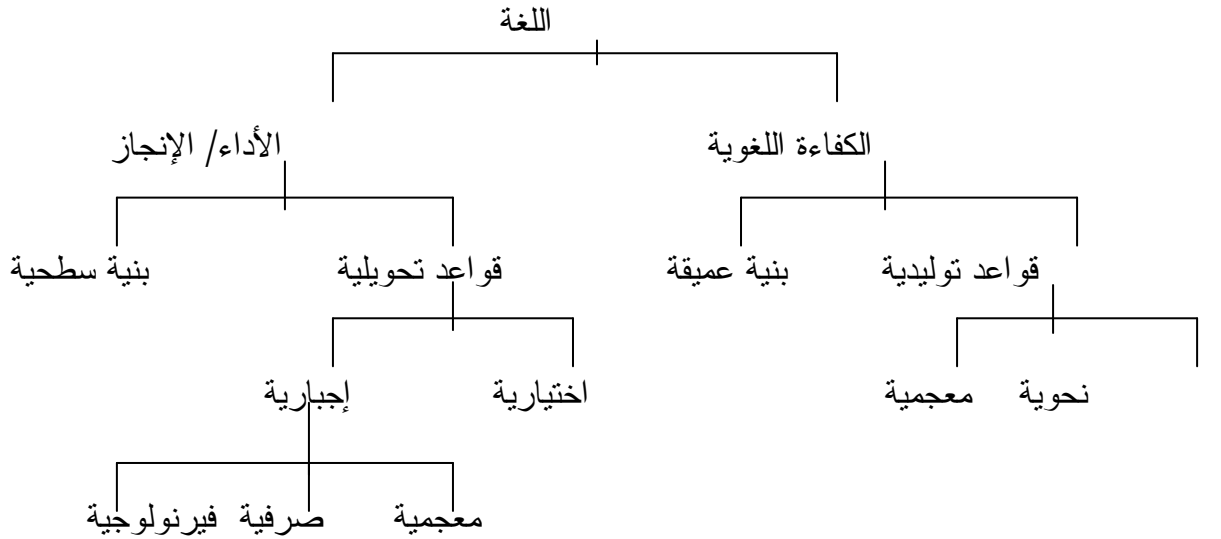 اللغة
الكفاءة اللغوية الأداء/ الإنجاز
قواعد توليدية بنية عميقة قواعد تحويلية بنية سطحية
نحوية معجمية اختيارية إجبارية
معجمية صرفية فيرنولوجية